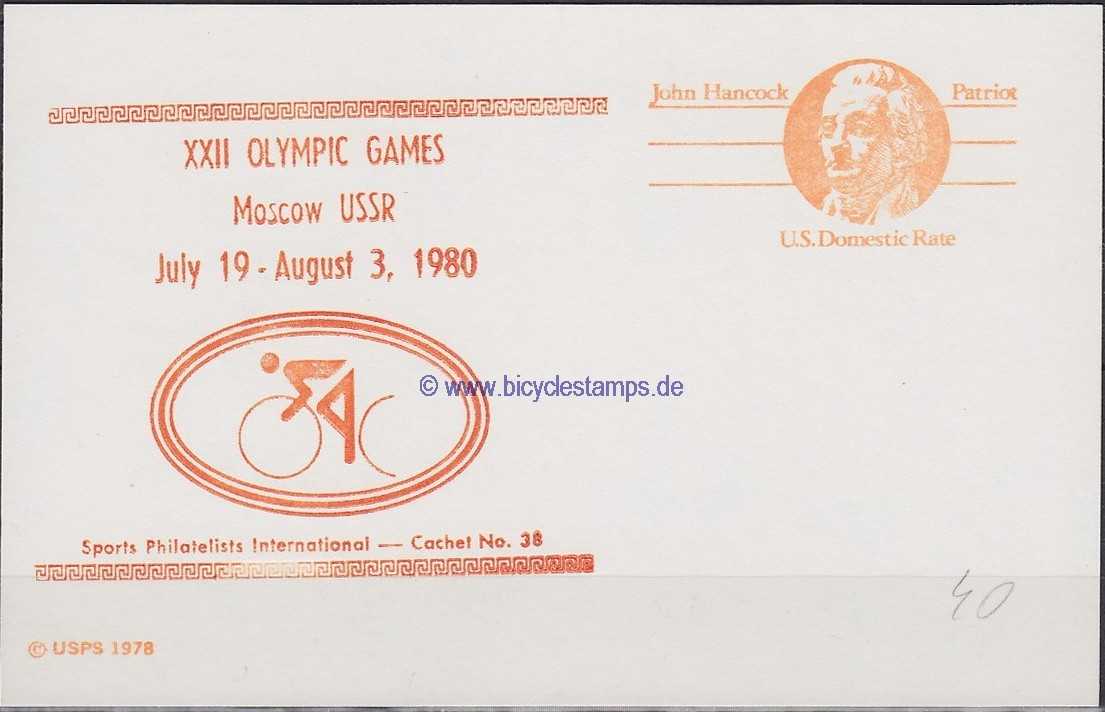 John Hancock Patriot
U.S. Domestic Rate
XXII OLYMPIC GAMES
Moscow USSR
July 19 - August 3, 1980
© www.bicyclestamps.de
Sports Philatelists International — Cachet No. 38
40
© USPS 1978